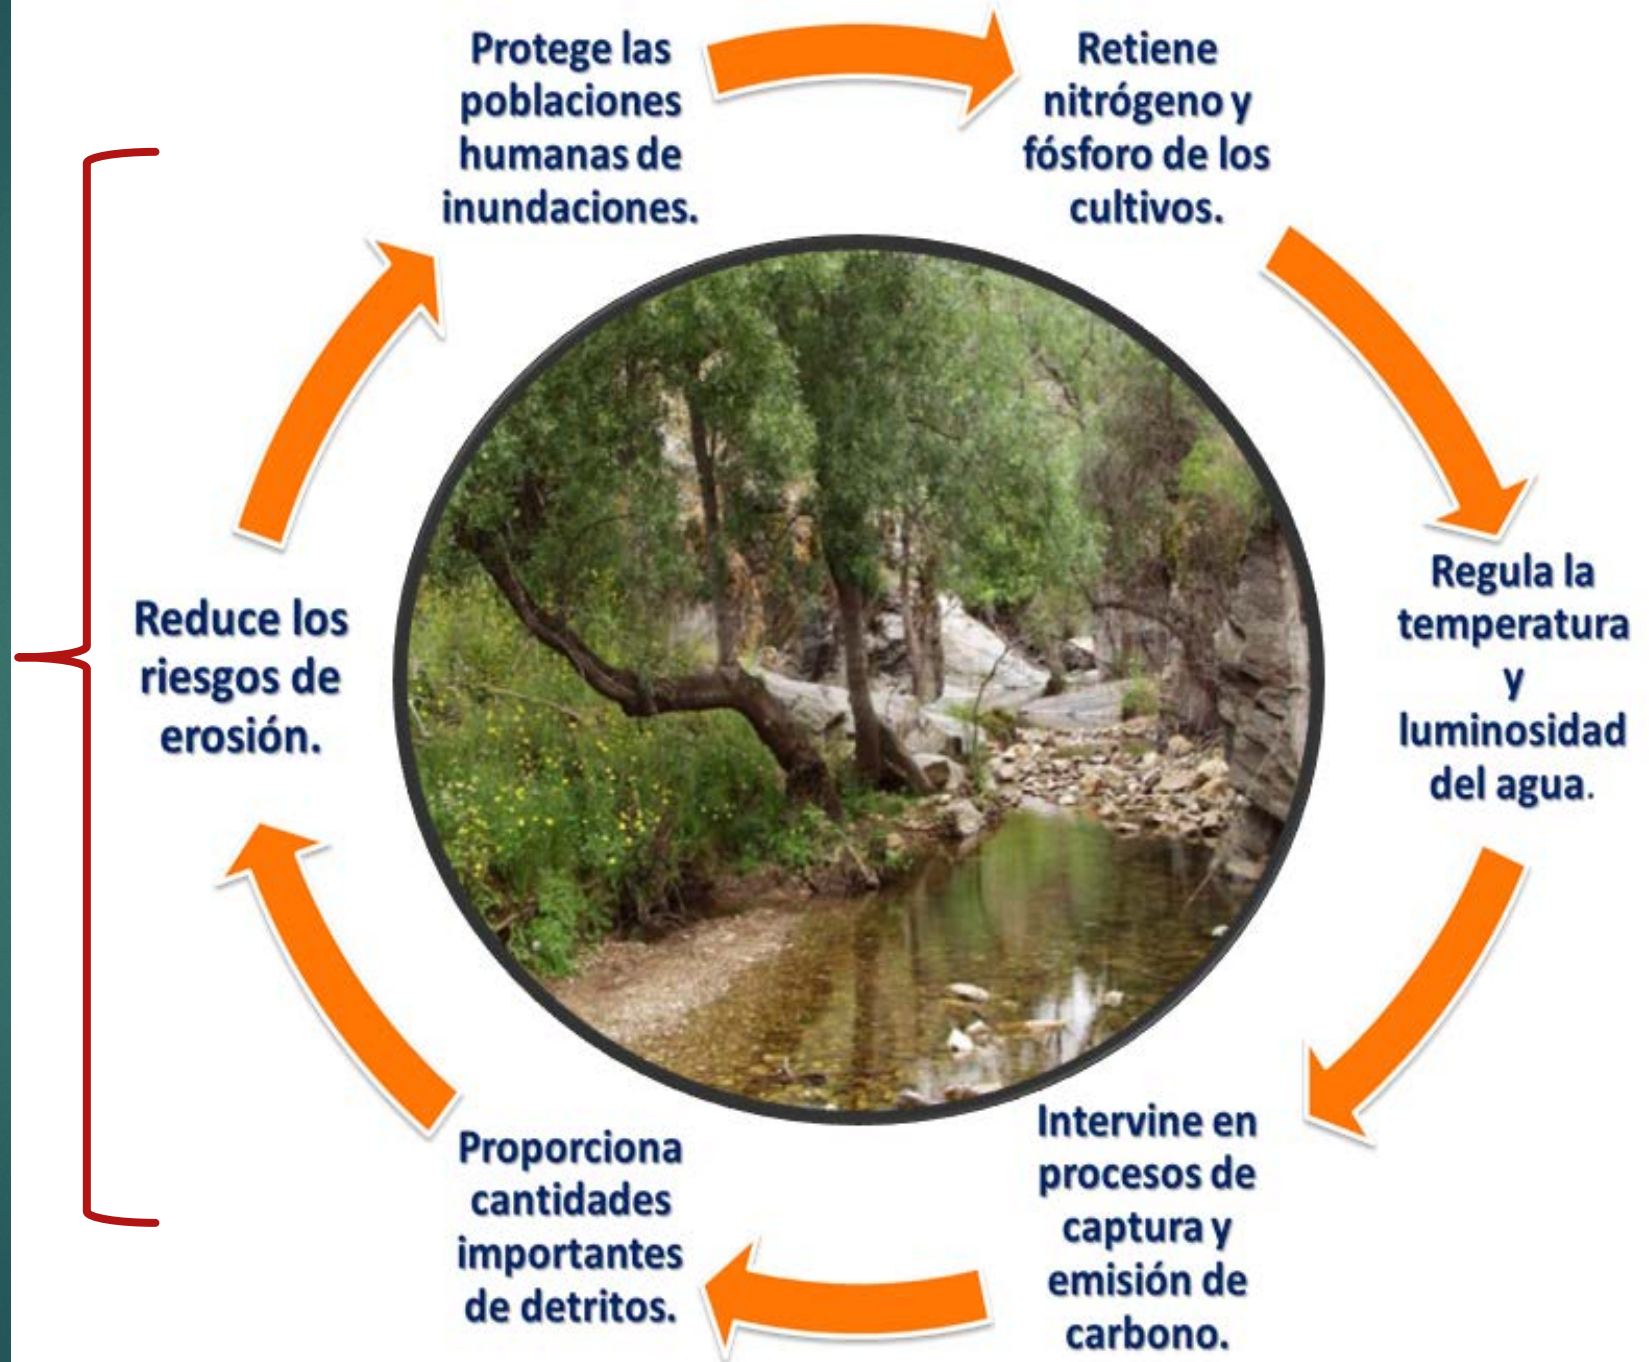 Protege las
poblaciones
humanas de
inundaciones.
Retiene
nitrógeno y
fósforo de los
cultivos.
Regula la
temperatura
y
luminosidad
del agua.
Intervine en
procesos de
captura y
emisión de
carbono.
Proporciona
cantidades
importantes
de detritos.
Reduce los
riesgos de
erosión.